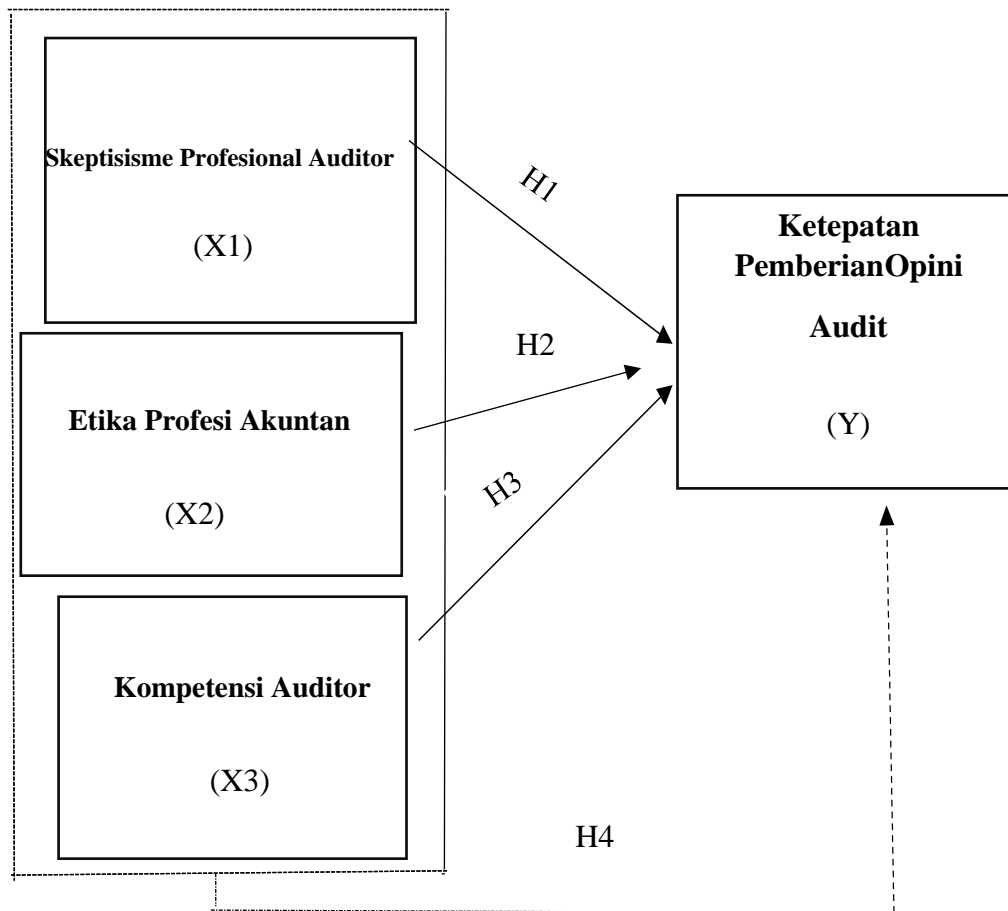 Skeptisisme Profesional Auditor
(X1)
H1
Ketepatan
PemberianOpini
Audit
(Y)
H2
Etika Profesi Akuntan
(X2)
H3
Kompetensi Auditor
(X3)
H4